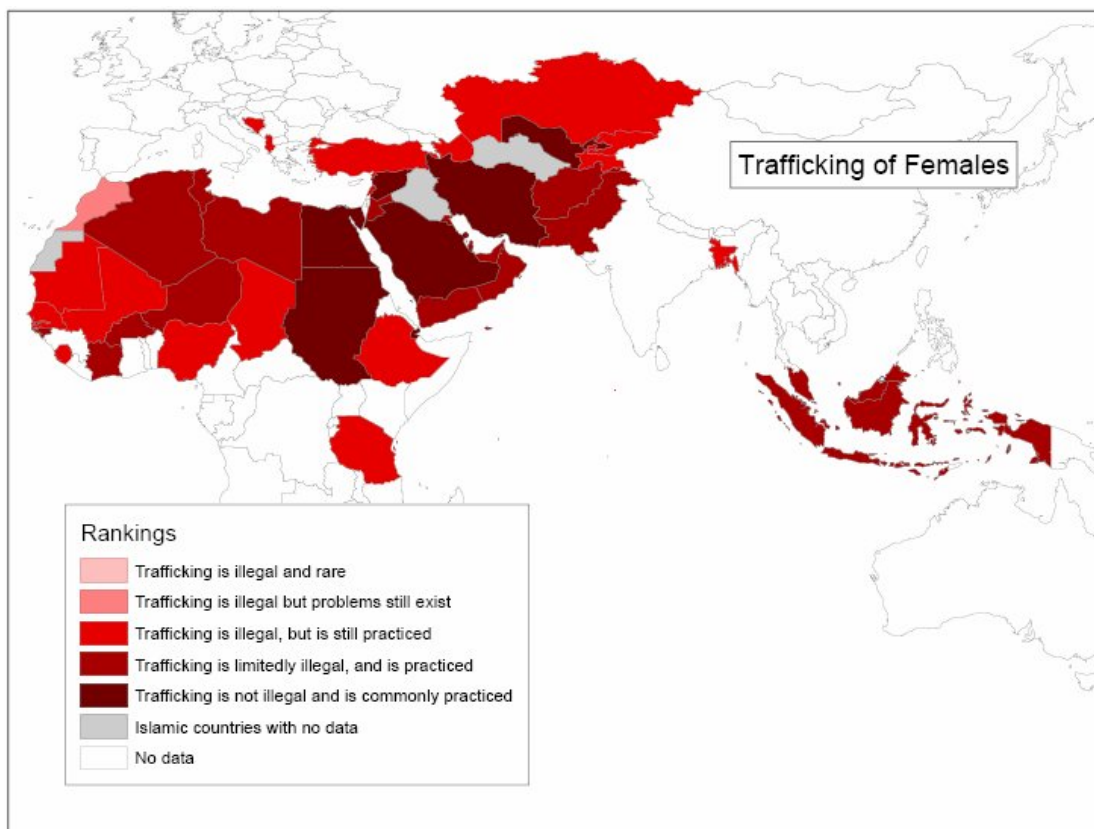 Trafficking of Females
Rankings
Trafficking is illegal and rare
Trafficking is illegal but problems still exist
Trafficking is illegal, but is still practiced
Trafficking is limitedly illegal, and is practiced
Trafficking is not illegal and is commonly practiced
Islamic countries with no data
No data